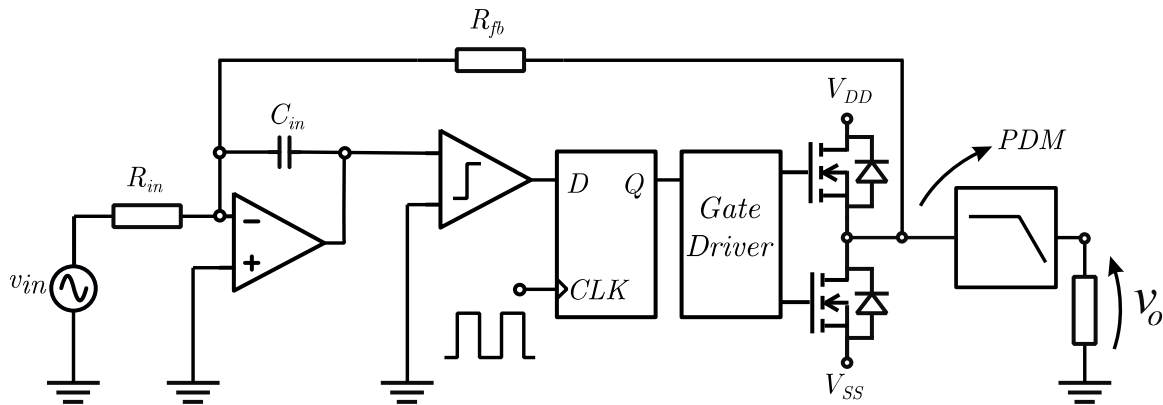 R_fb
V_DD
C_in
PDM
R_in
D Q
Gate
Driver
−
+
v_in
CLK
v_o
V_SS